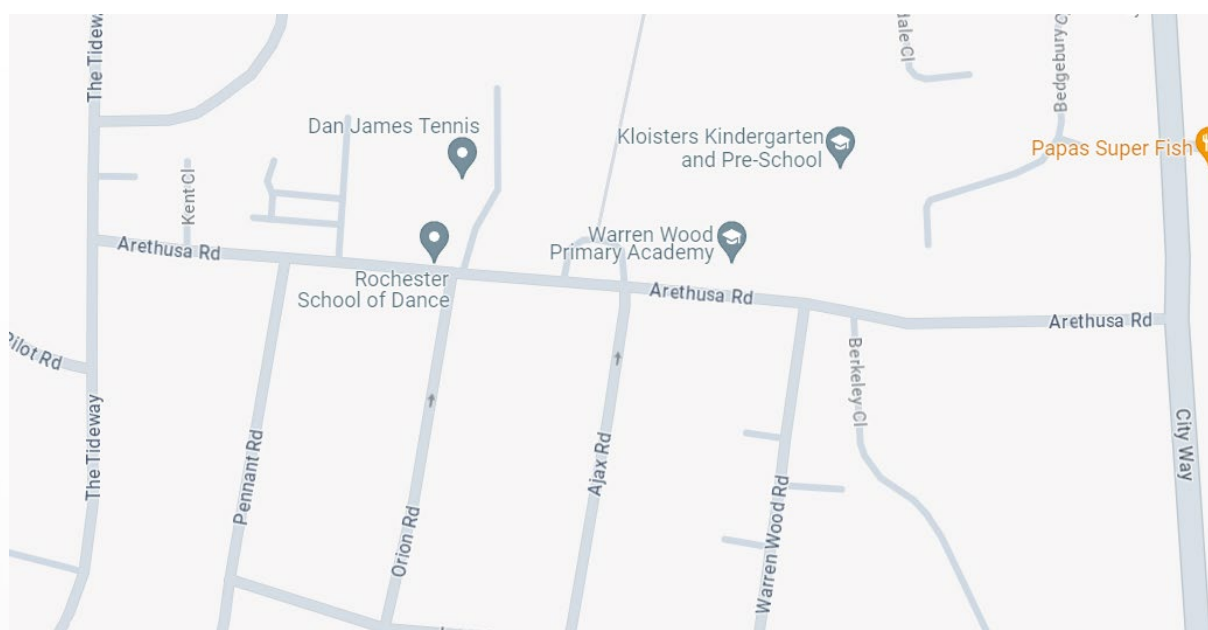 The Tidew
dale Cl
Bedgebury C
Dan James Tennis
Kloisters Kindergarten
and Pre-School
Papas Super Fish
Kent Cl
Arethusa Rd
Warren Wood
Primary Academy
Rochester
School of Dance
Arethusa Rd
Arethusa Rd
Pilot Rd
Berkeley Cl
The Tideway
Pennant Rd
Orion Rd
Ajax Rd
Warren Wood Rd
City Way